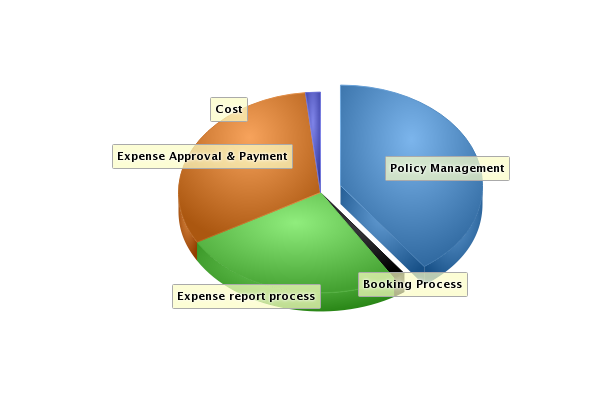 Cost
Expense Approval & Payment
Policy Management
Booking Process
Expense report process